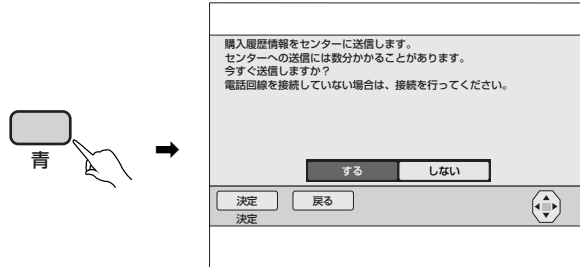 購入履歴情報をセンターに送信します。
センターへの送信には数分かかることがあります。
今すぐ送信しますか？
電話回線を接続していない場合は、接続を行ってください。
青
する
しない
決定
戻る
決定